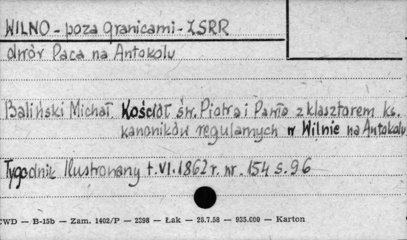 WILNO - poza granicami - ZSRR
dwór Paca na Antokolu
Baliński Michał Kościół św. Piotra i Pawła z klasztorem ks.
kanoników regularnych w Wilnie na Antokolu
Tygodnik Ilustrowany t. VI. 1862 r. nr. 154 s. 96
CWD — B-15b — Zam. 1402/P — 2398 — Łak — 28.7.58 — 935.000 — Karton